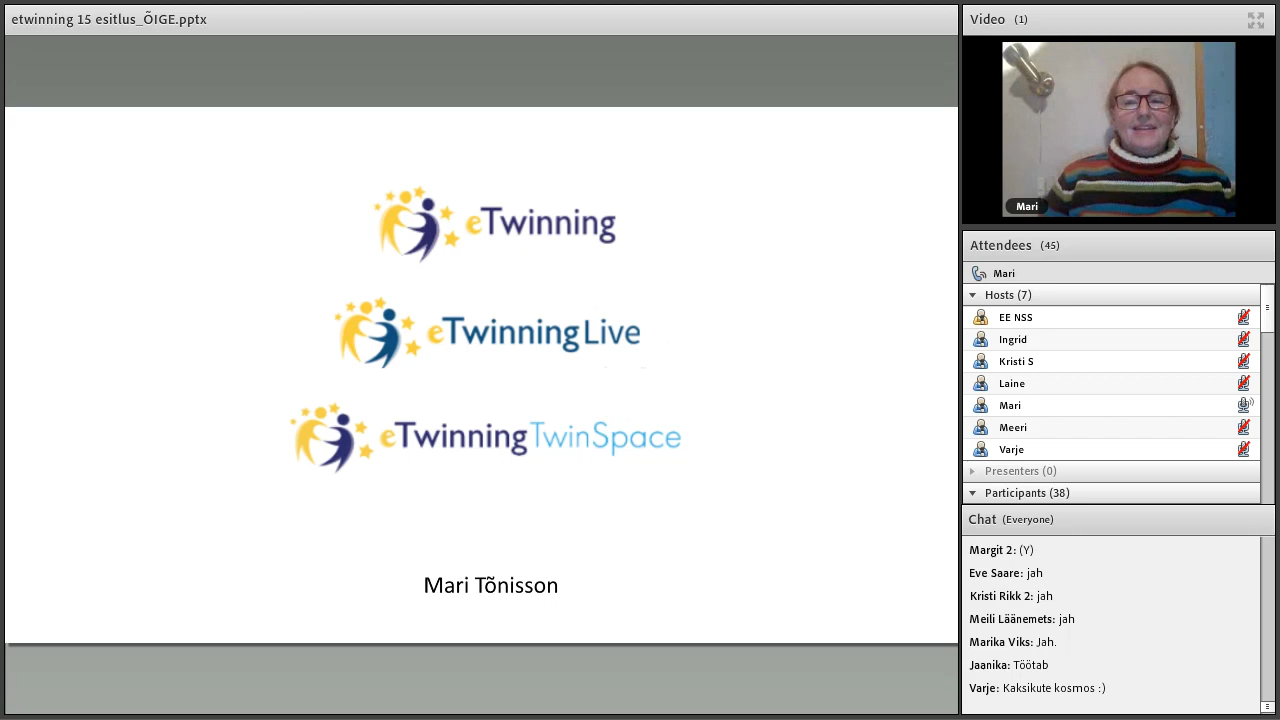 etwinning 15 esitlus_ÕIGE.pptx
eTwinning
eTwinning Live
eTwinning TwinSpace
Mari Tõnisson
Video (1)
Mari
Attendees (45)
Mari
Hosts (7)
EE NSS
Ingrid
Kristi S
Laine
Mari
Meeri
Varje
Presenters (0)
Participants (38)
Chat (Everyone)
Margit 2: (Y)
Eve Saare: jah
Kristi Rikk 2: jah
Meili Läänemets: jah
Marika Viks: Jah.
Jaanika: Töötab
Varje: Kaksikute kosmos :)